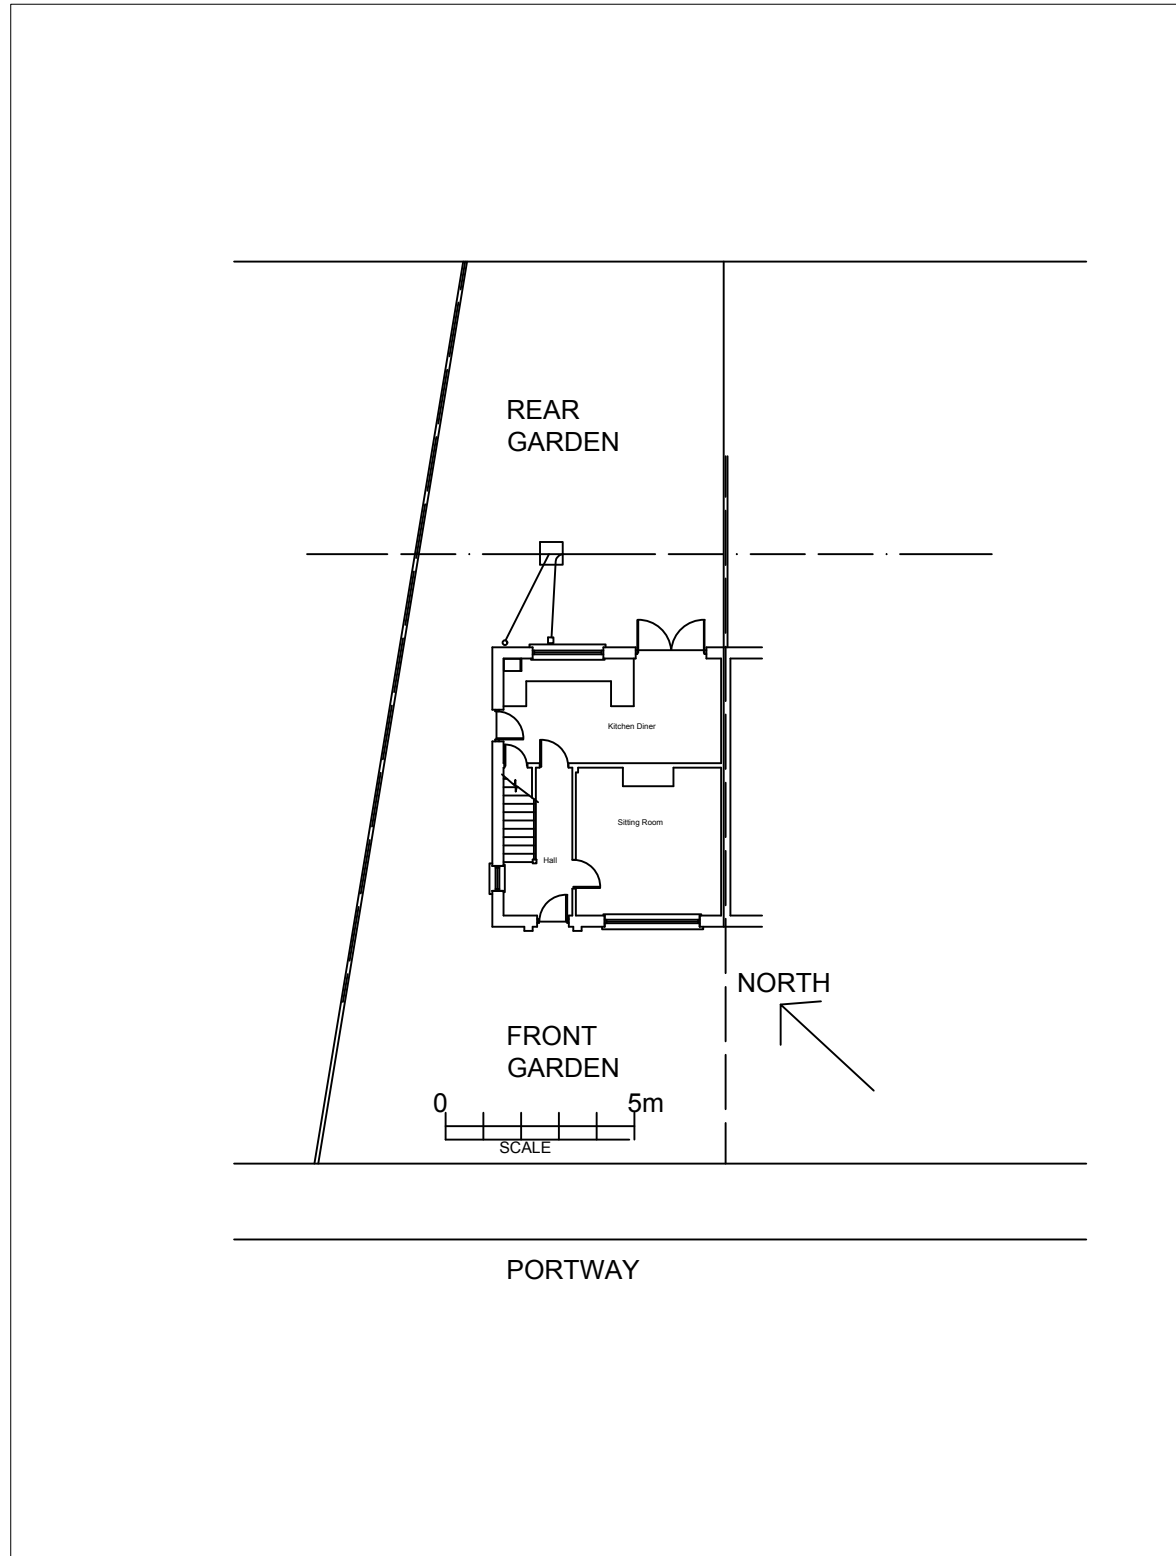 REAR
GARDEN
Kitchen Diner
Sitting Room
Hall
NORTH
FRONT
GARDEN
0 5m
SCALE
PORTWAY